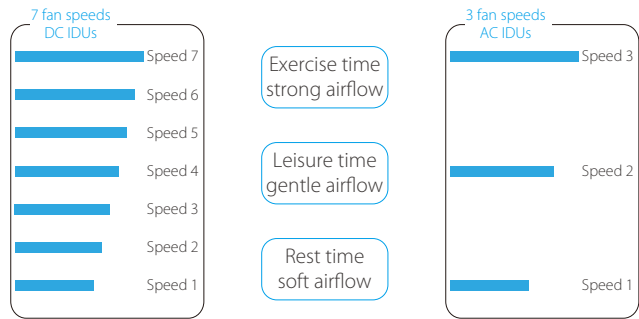 7 fan speeds
DC IDUs
Speed 7
Speed 6
Speed 5
Speed 4
Speed 3
Speed 2
Speed 1
Exercise time
strong airflow
Leisure time
gentle airflow
Rest time
soft airflow
3 fan speeds
AC IDUs
Speed 3
Speed 2
Speed 1